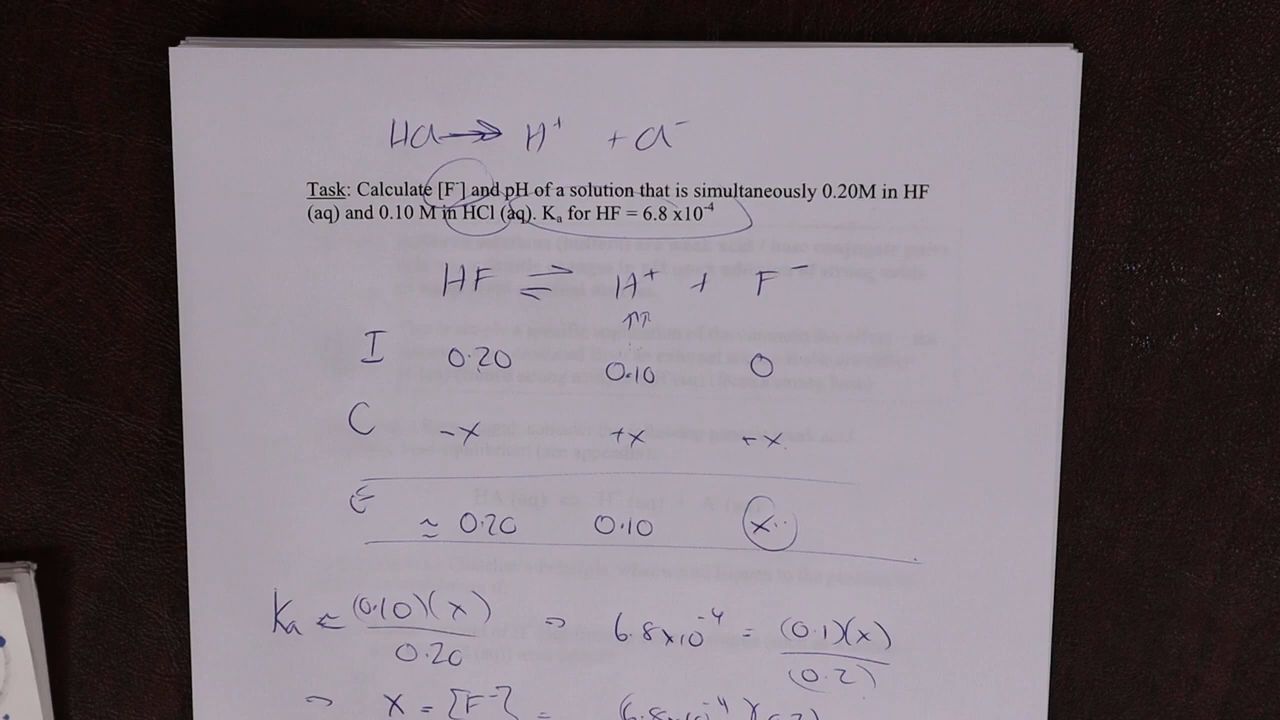 HCl → H⁺ + Cl⁻
Task: Calculate [F⁻] and pH of a solution that is simultaneously 0.20M in HF
(aq) and 0.10 M in HCl (aq). Kₐ for HF = 6.8 x10⁻⁴
HF ⇌ H⁺ + F⁻
↑↑
I 0.20 0.10 0
C -x +x +x
E ≈ 0.20 0.10 x
Ka = (0.10)(x) / 0.20 ⇒ 6.8x10⁻⁴ = (0.1)(x) / (0.2)
⇒ x = [F⁻] =